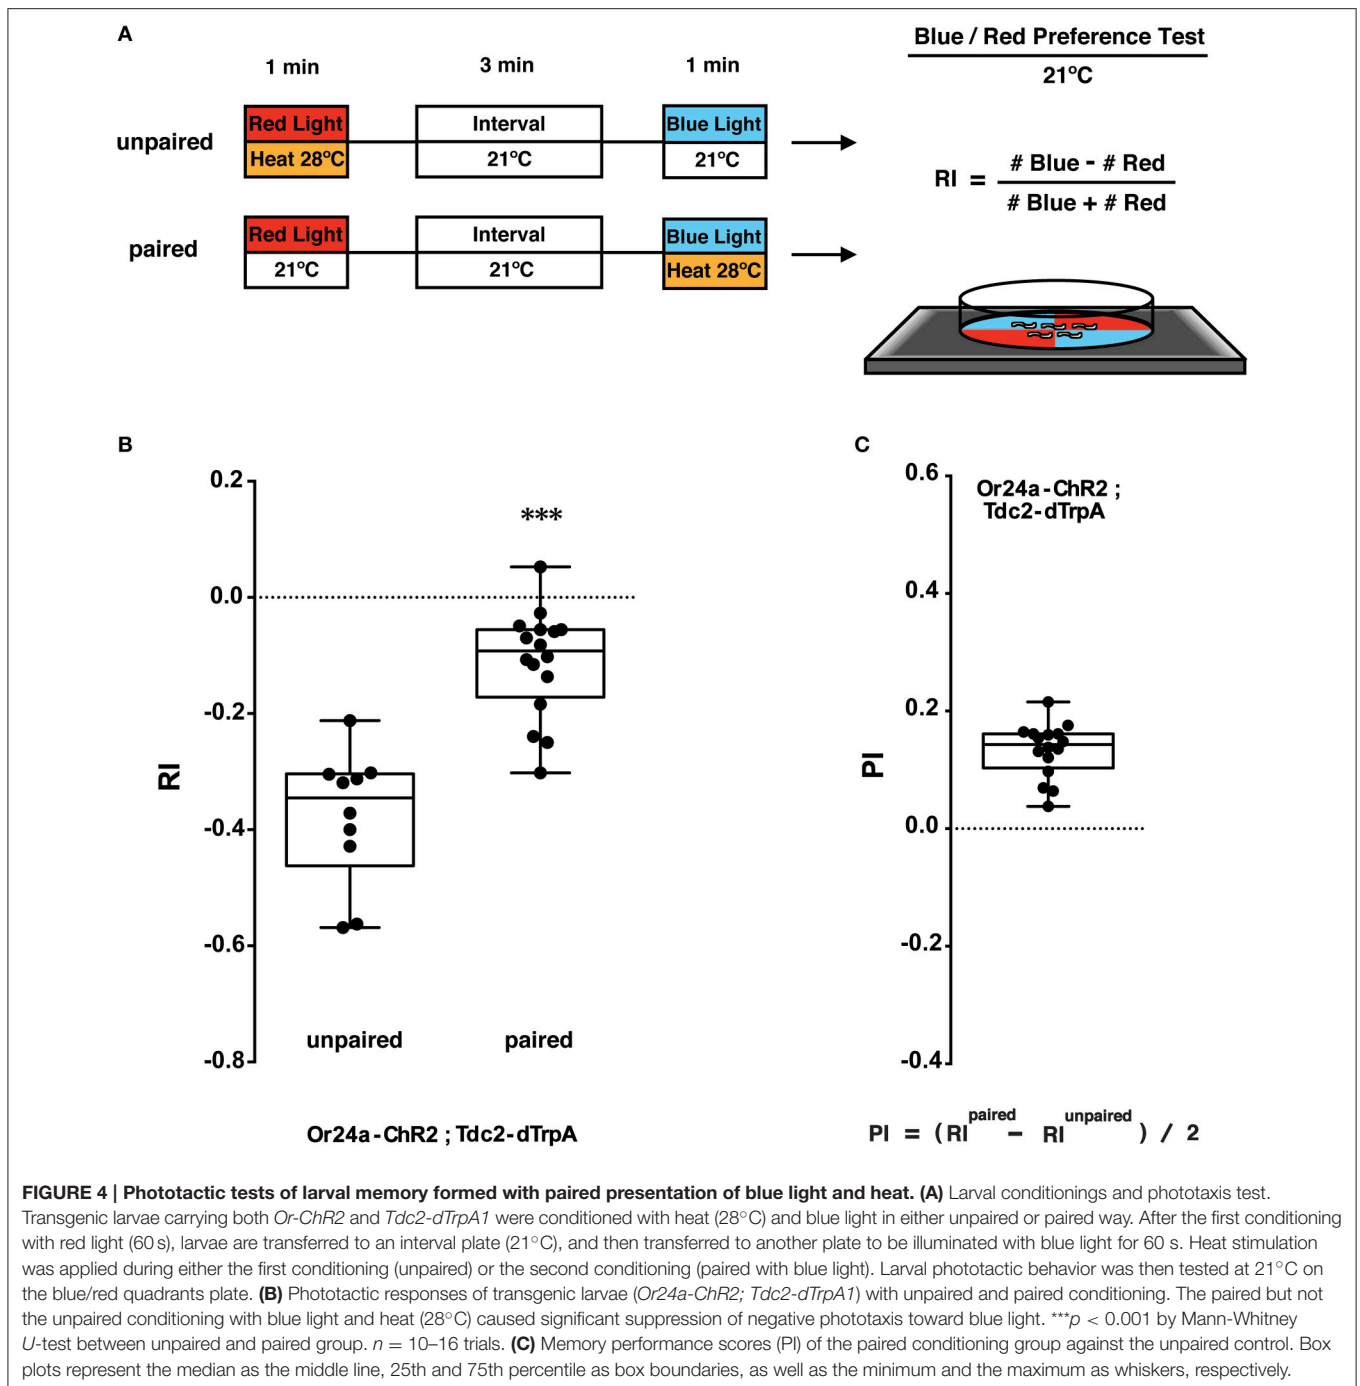 A
1 min 3 min 1 min
Blue / Red Preference Test
21°C
unpaired
Red Light
Heat 28°C
Interval
21°C
Blue Light
21°C
RI = # Blue - # Red
# Blue + # Red
paired
Red Light
21°C
Interval
21°C
Blue Light
Heat 28°C
B
RI
0.2
0.0
-0.2
-0.4
-0.6
-0.8
***
unpaired paired
Or24a-ChR2 ; Tdc2-dTrpA
C
PI
0.6
0.4
0.2
0.0
-0.2
-0.4
Or24a-ChR2 ;
Tdc2-dTrpA
PI = ( RI paired - RI unpaired ) / 2
FIGURE 4 | Phototactic tests of larval memory formed with paired presentation of blue light and heat. (A) Larval conditionings and phototaxis test.
Transgenic larvae carrying both Or-ChR2 and Tdc2-dTrpA1 were conditioned with heat (28°C) and blue light in either unpaired or paired way. After the first conditioning
with red light (60 s), larvae are transferred to an interval plate (21°C), and then transferred to another plate to be illuminated with blue light for 60 s. Heat stimulation
was applied during either the first conditioning (unpaired) or the second conditioning (paired with blue light). Larval phototactic behavior was then tested at 21°C on
the blue/red quadrants plate. (B) Phototactic responses of transgenic larvae (Or24a-ChR2; Tdc2-dTrpA1) with unpaired and paired conditioning. The paired but not
the unpaired conditioning with blue light and heat (28°C) caused significant suppression of negative phototaxis toward blue light. ***p < 0.001 by Mann-Whitney
U-test between unpaired and paired group. n = 10–16 trials. (C) Memory performance scores (PI) of the paired conditioning group against the unpaired control. Box
plots represent the median as the middle line, 25th and 75th percentile as box boundaries, as well as the minimum and the maximum as whiskers, respectively.